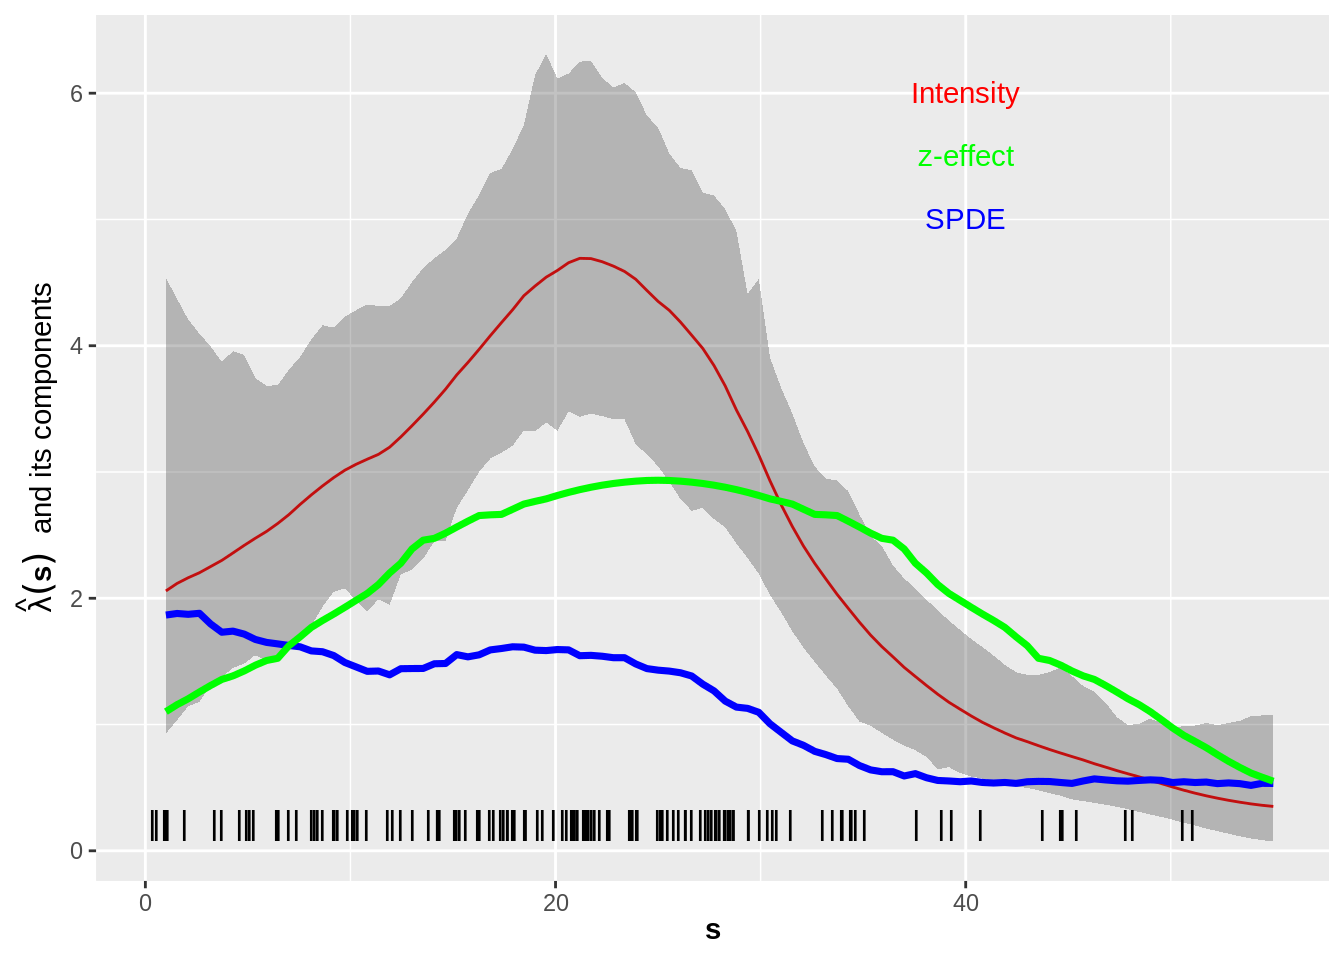 λ̂(s) and its components
6
4
2
0
Intensity
z-effect
SPDE
0 20 40
s